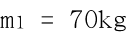 m1 = 70kg